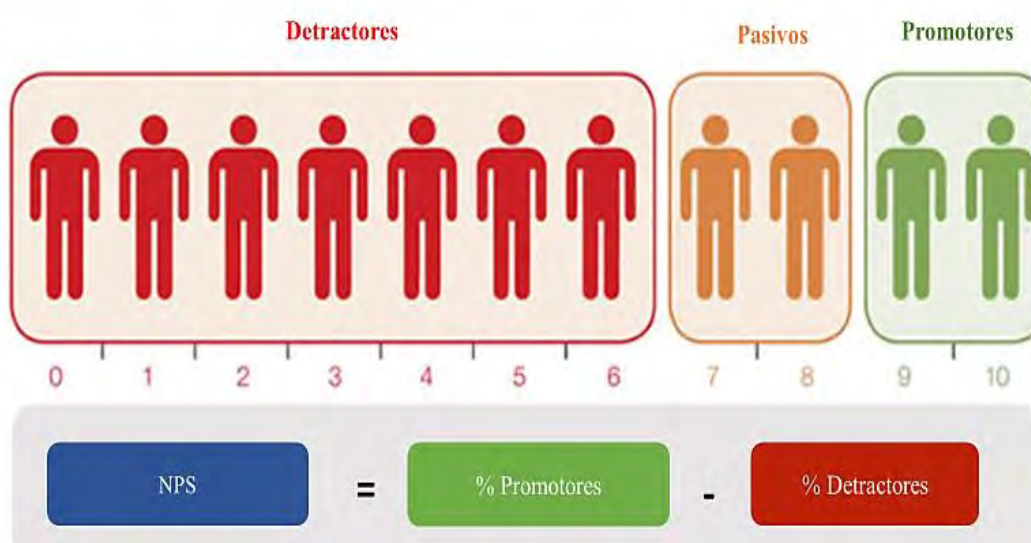 Detractores Pasivos Promotores
0 1 2 3 4 5 6 7 8 9 10
NPS = % Promotores - % Detractores